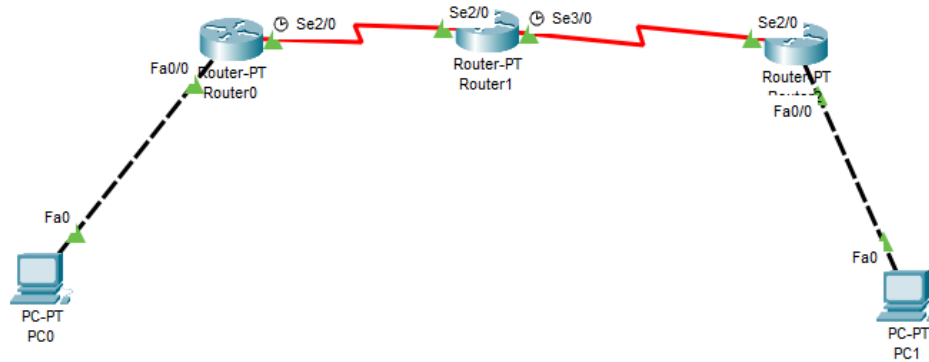 Se2/0
Se2/0
Se3/0
Se2/0
Fa0/0
Router-PT
Router0
Router-PT
Router1
Router-PT
Fa0/0
Fa0
Fa0
PC-PT
PC0
PC-PT
PC1